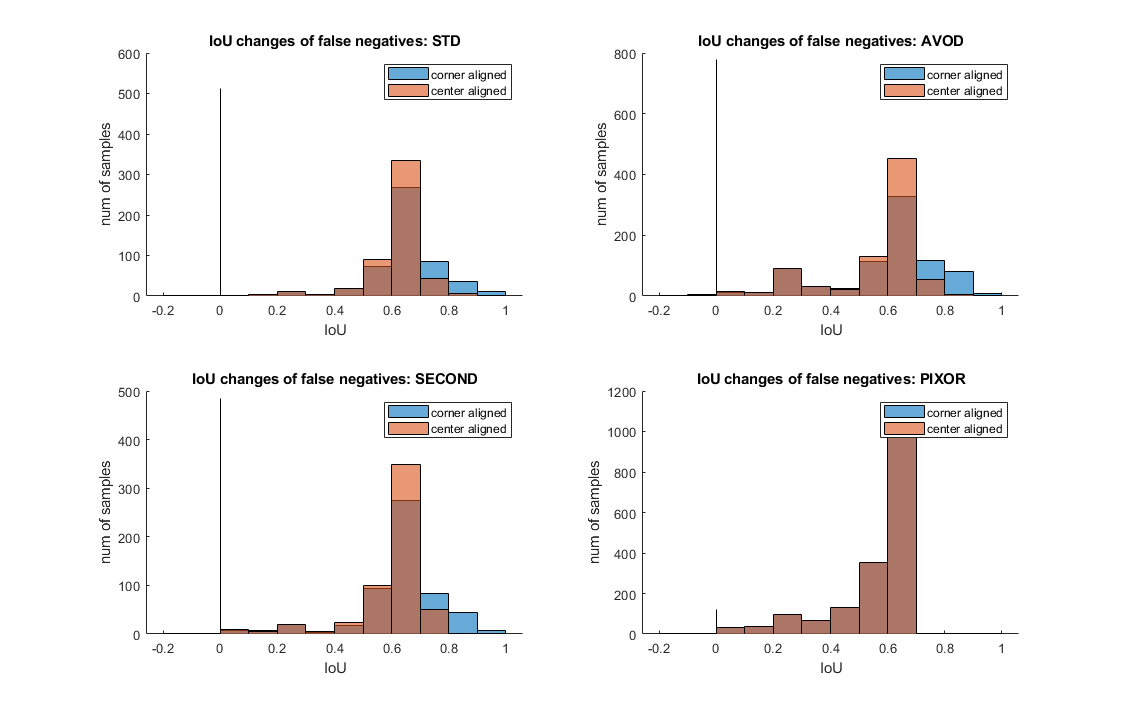 IoU changes of false negatives: STD
600
500
400
300
200
100
0
num of samples
corner aligned
center aligned
-0.2 0 0.2 0.4 0.6 0.8 1
IoU
IoU changes of false negatives: AVOD
800
600
400
200
0
num of samples
corner aligned
center aligned
-0.2 0 0.2 0.4 0.6 0.8 1
IoU
IoU changes of false negatives: SECOND
500
400
300
200
100
0
num of samples
corner aligned
center aligned
-0.2 0 0.2 0.4 0.6 0.8 1
IoU
IoU changes of false negatives: PIXOR
1200
1000
800
600
400
200
0
num of samples
corner aligned
center aligned
-0.2 0 0.2 0.4 0.6 0.8 1
IoU